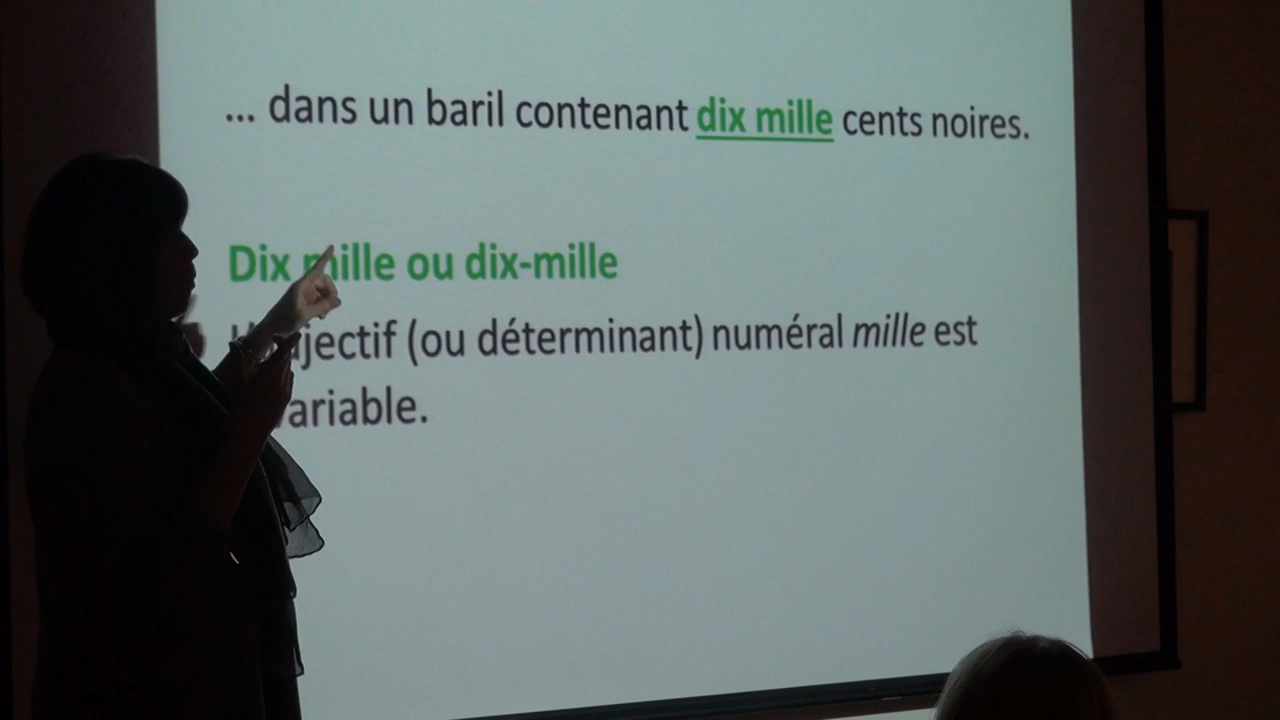 ... dans un baril contenant dix mille cents noires.
Dix mille ou dix-mille
(ou déterminant) numéral mille est